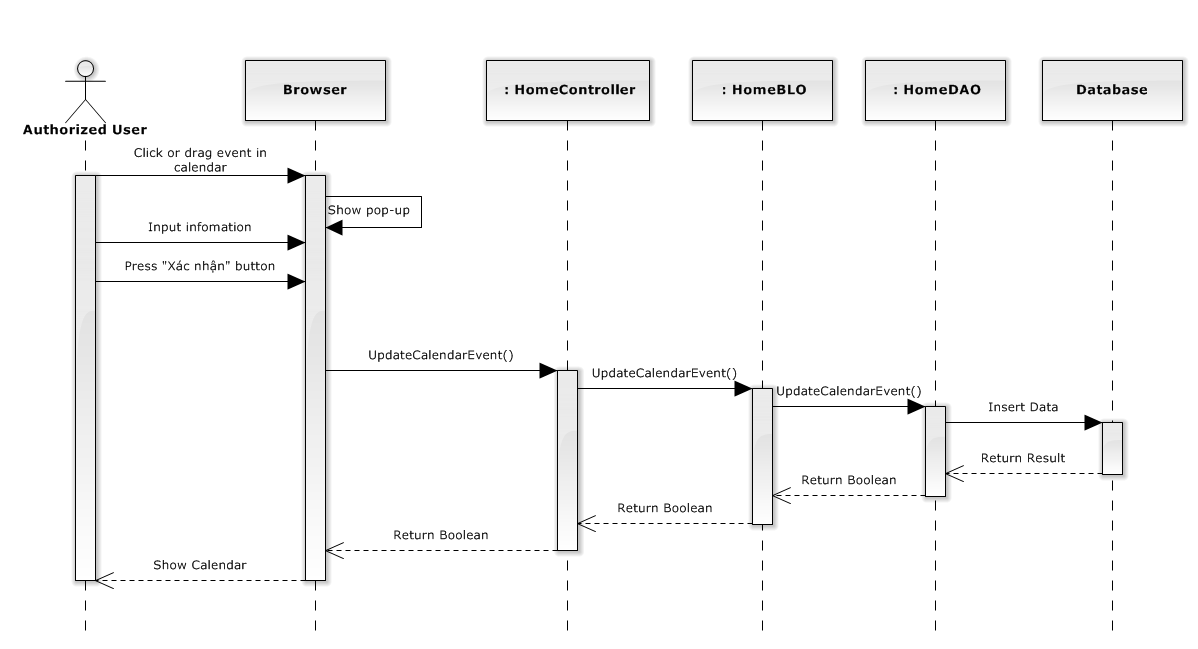 Browser
: HomeController
: HomeBLO
: HomeDAO
Database
Authorized User
Click or drag event in
calendar
Show pop-up
Input infomation
Press "Xác nhận" button
UpdateCalendarEvent()
UpdateCalendarEvent()
UpdateCalendarEvent()
Insert Data
Return Result
Return Boolean
Return Boolean
Return Boolean
Show Calendar